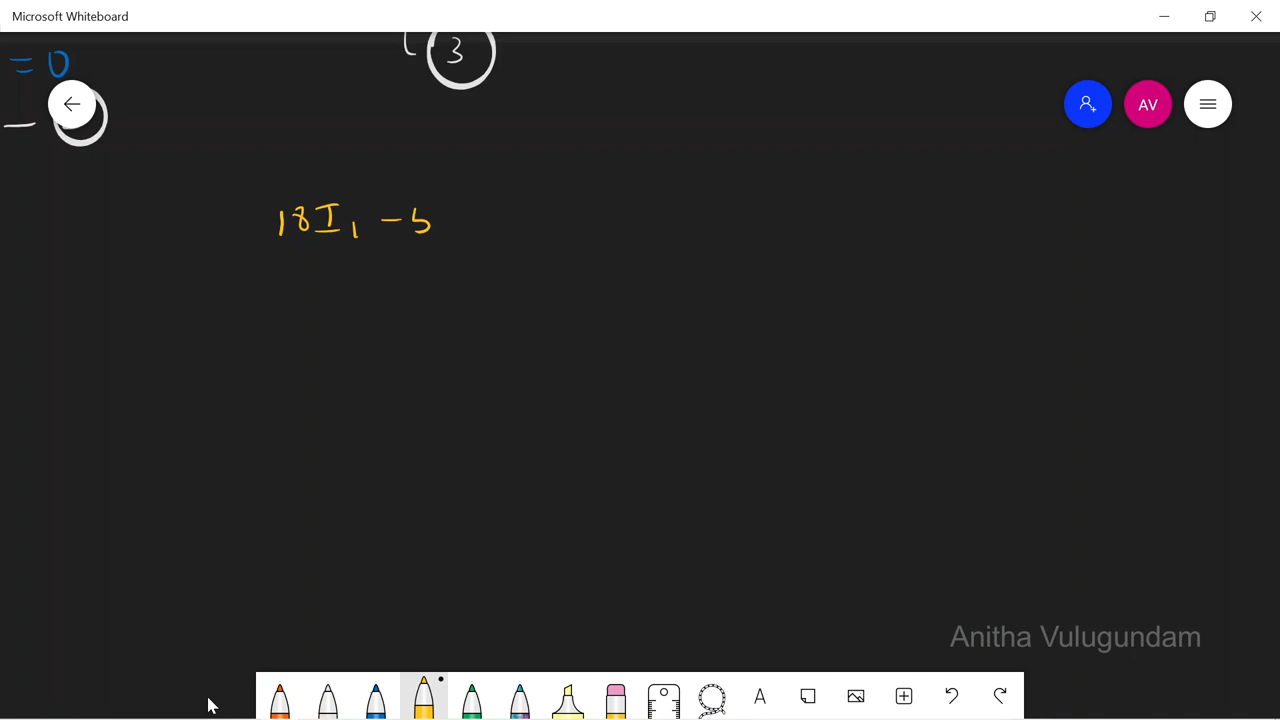 Microsoft Whiteboard
3
= 0
AV
18I₁ - 5
Anitha Vulugundam
A